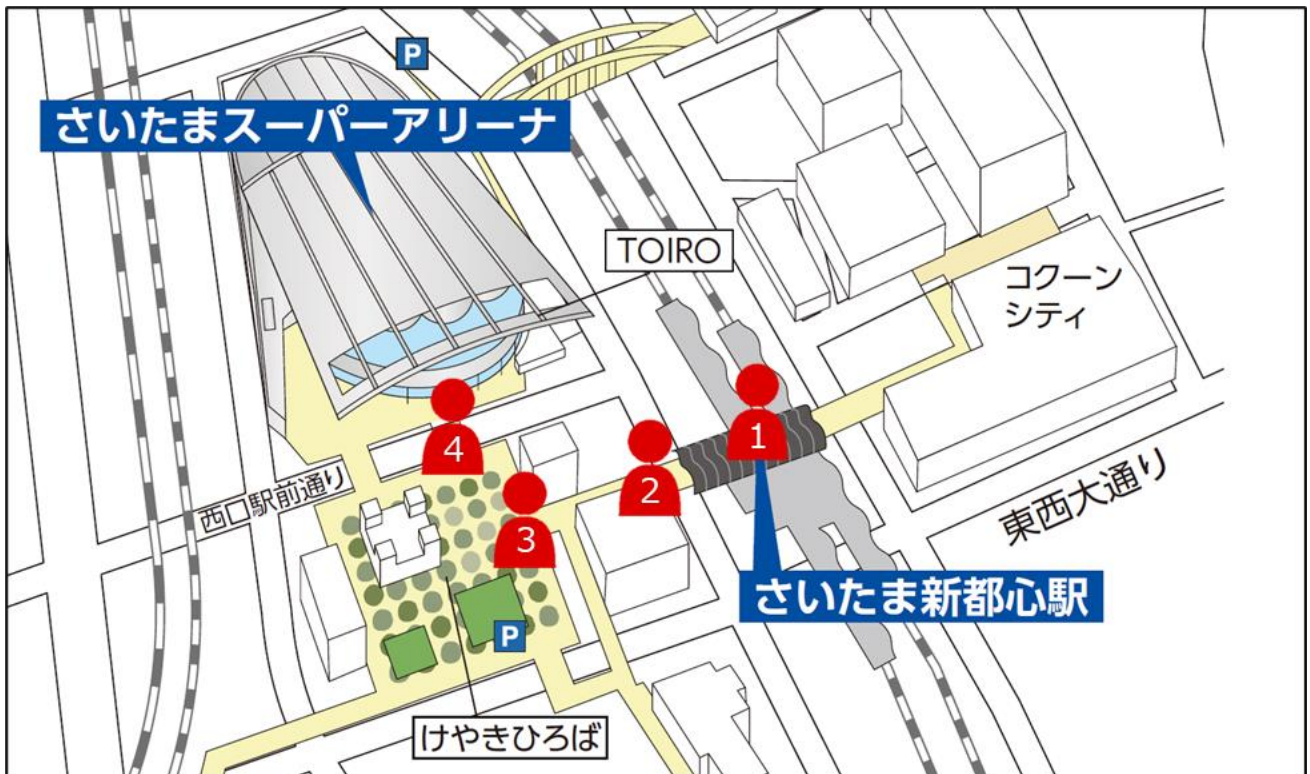 P
さいたまスーパーアリーナ
TOIRO
コクーン
シティ
1
4
2
西口駅前通り
3
東西大通り
さいたま新都心駅
P
けやきひろば